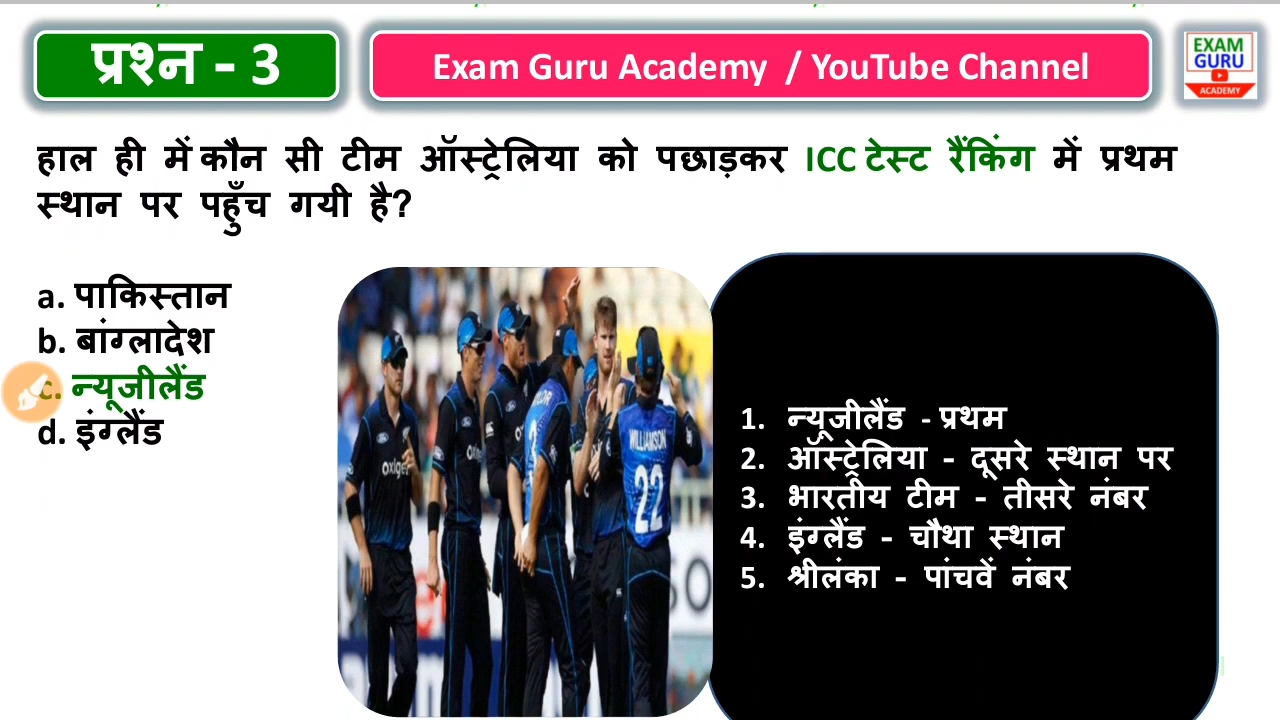 प्रश्न - 3
Exam Guru Academy / YouTube Channel
EXAM
GURU
ACADEMY
हाल ही में कौन सी टीम ऑस्ट्रेलिया को पछाड़कर ICC टेस्ट रैंकिंग में प्रथम
स्थान पर पहुँच गयी है?
a. पाकिस्तान
b. बांग्लादेश
c. न्यूजीलैंड
d. इंग्लैंड
WILLIAMSON
22
1. न्यूजीलैंड - प्रथम
2. ऑस्ट्रेलिया - दूसरे स्थान पर
3. भारतीय टीम - तीसरे नंबर
4. इंग्लैंड - चौथा स्थान
5. श्रीलंका - पांचवें नंबर